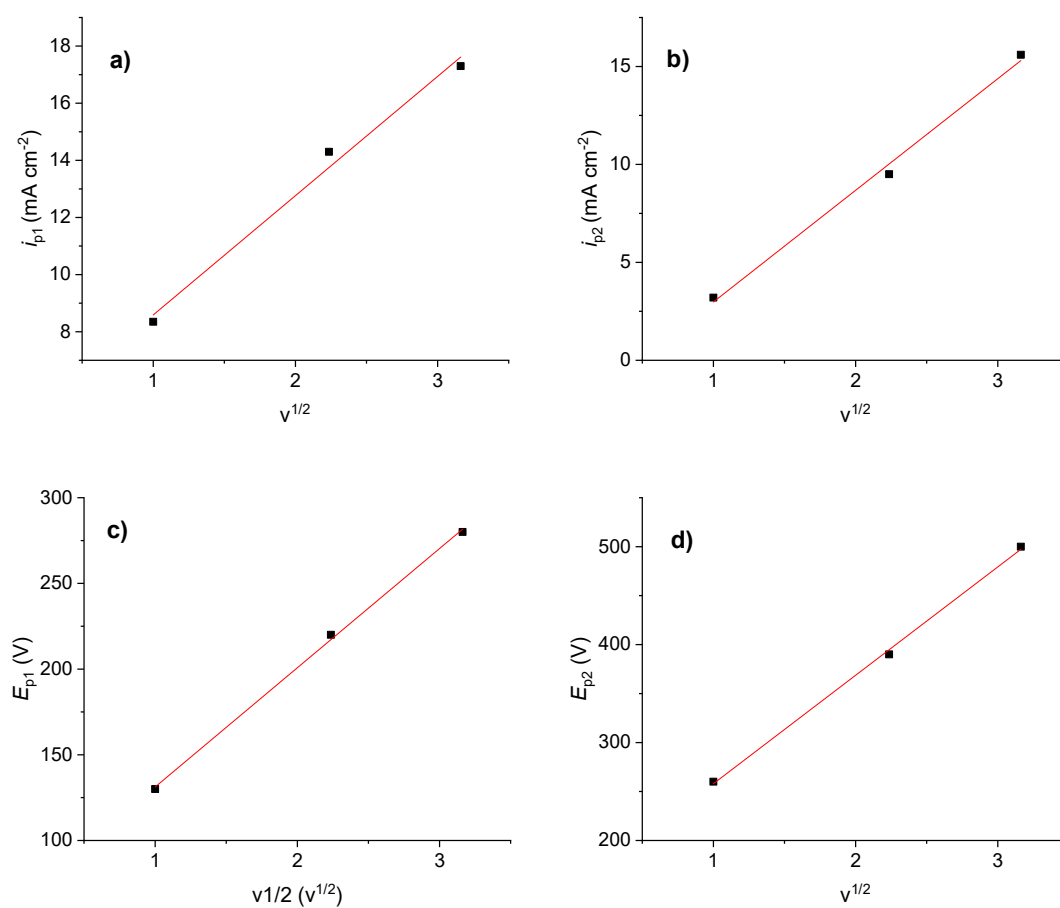 a)
18
16
14
12
10
8
i_p1 (mA cm^-2)
1 2 3
v^1/2
b)
15
10
5
0
i_p2 (mA cm^-2)
1 2 3
v^1/2
c)
300
250
200
150
100
E_p1 (V)
1 2 3
v1/2 (v^1/2)
d)
500
400
300
200
E_p2 (V)
1 2 3
v^1/2